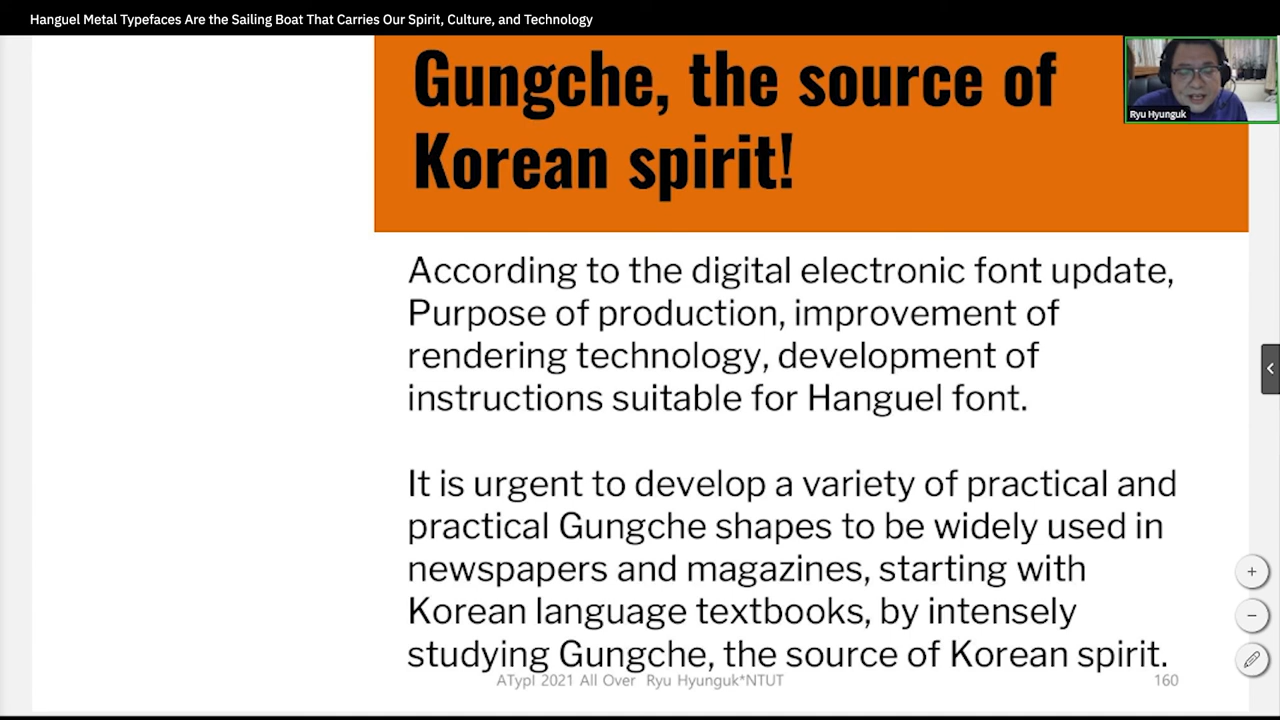 Hanguel Metal Typefaces Are the Sailing Boat That Carries Our Spirit, Culture, and Technology
Gungche, the source of
Korean spirit!
Ryu Hyunguk
According to the digital electronic font update,
Purpose of production, improvement of
rendering technology, development of
instructions suitable for Hanguel font.
It is urgent to develop a variety of practical and
practical Gungche shapes to be widely used in
newspapers and magazines, starting with
Korean language textbooks, by intensely
studying Gungche, the source of Korean spirit.
ATypI 2021 All Over Ryu Hyunguk*NTUT
160